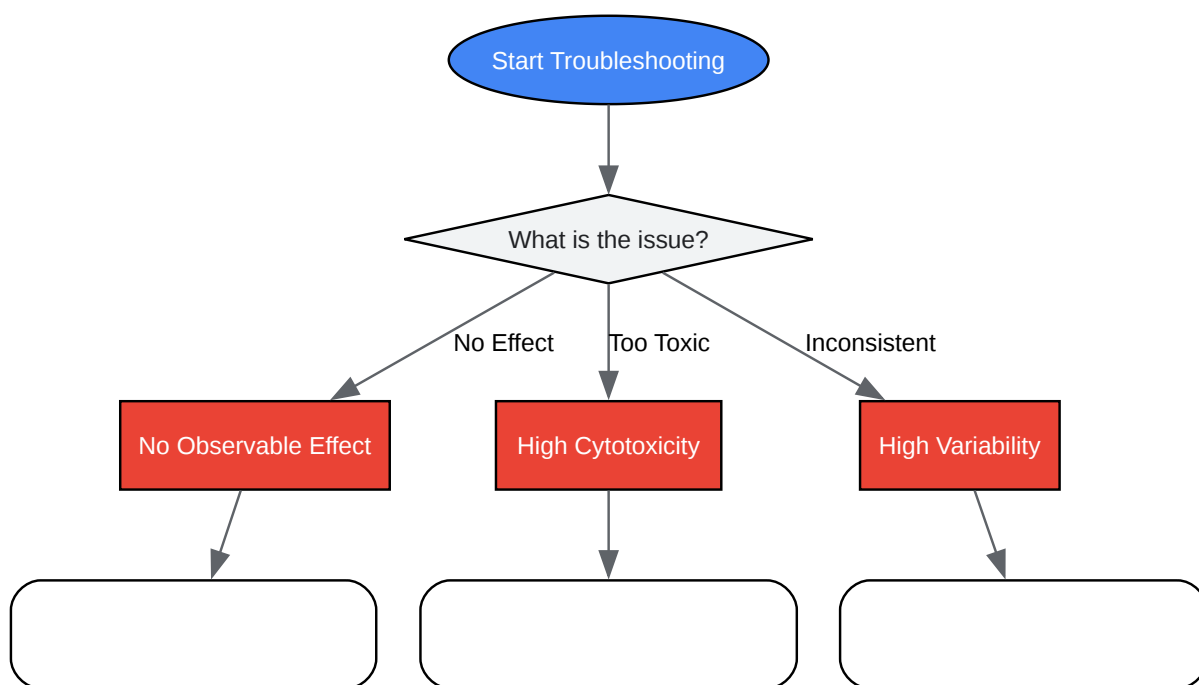 Start Troubleshooting
What is the issue?
No Effect
Too Toxic
Inconsistent
No Observable Effect
High Cytotoxicity
High Variability